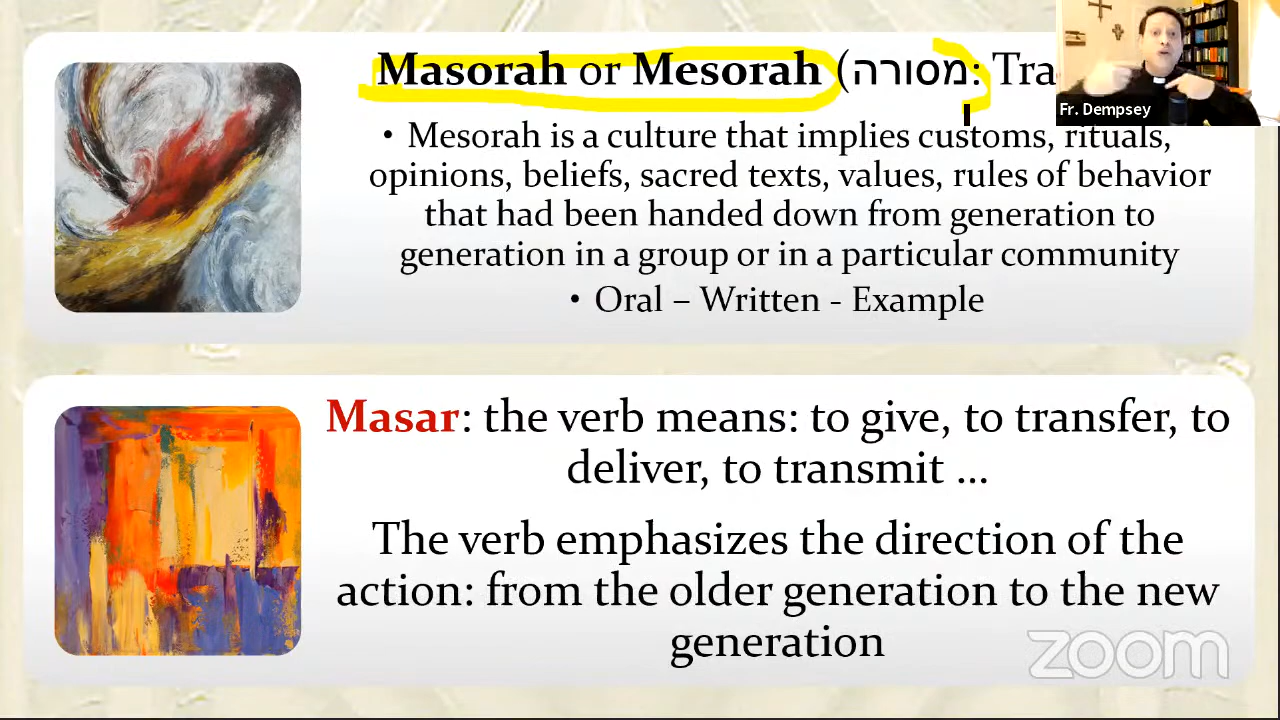 Masorah or Mesorah (מסורה: Tra
Fr. Dempsey
• Mesorah is a culture that implies customs, rituals,
opinions, beliefs, sacred texts, values, rules of behavior
that had been handed down from generation to
generation in a group or in a particular community
• Oral – Written - Example
Masar: the verb means: to give, to transfer, to
deliver, to transmit ...
The verb emphasizes the direction of the
action: from the older generation to the new
generation
zoom